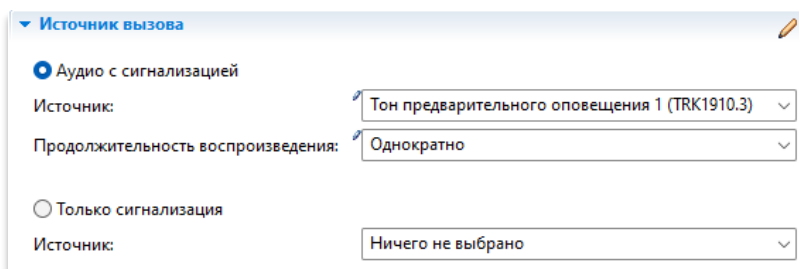 Источник вызова
Аудио с сигнализацией
Источник: Тон предварительного оповещения 1 (TRK1910.3)
Продолжительность воспроизведения: Однократно
Только сигнализация
Источник: Ничего не выбрано